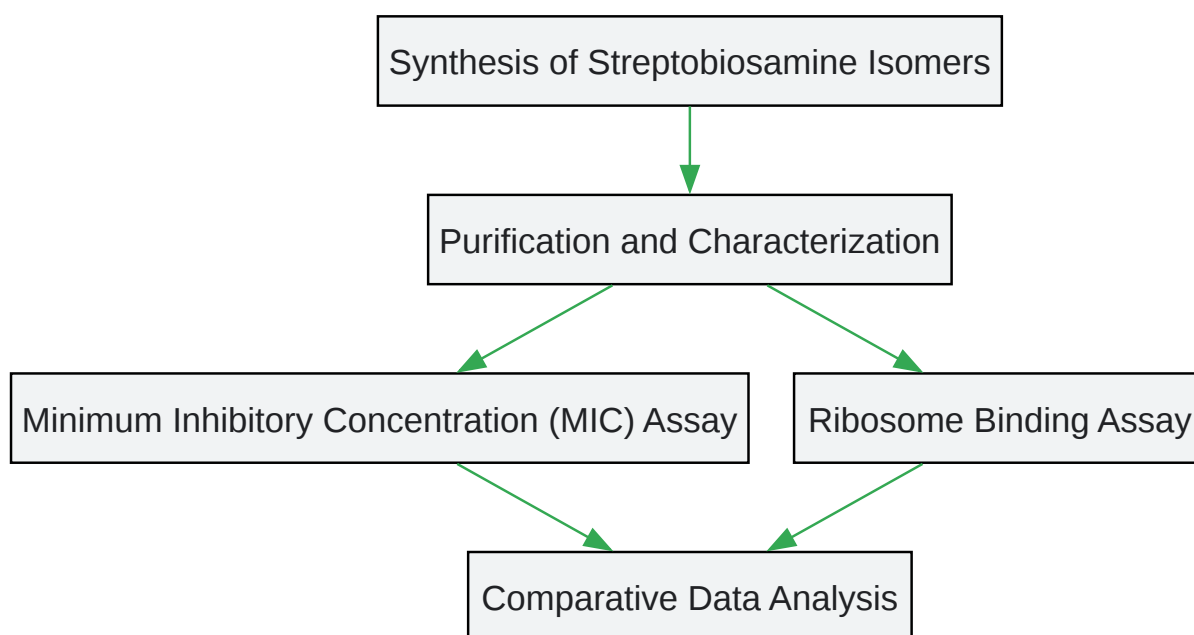 Synthesis of Streptobiosamine Isomers
Purification and Characterization
Minimum Inhibitory Concentration (MIC) Assay
Ribosome Binding Assay
Comparative Data Analysis